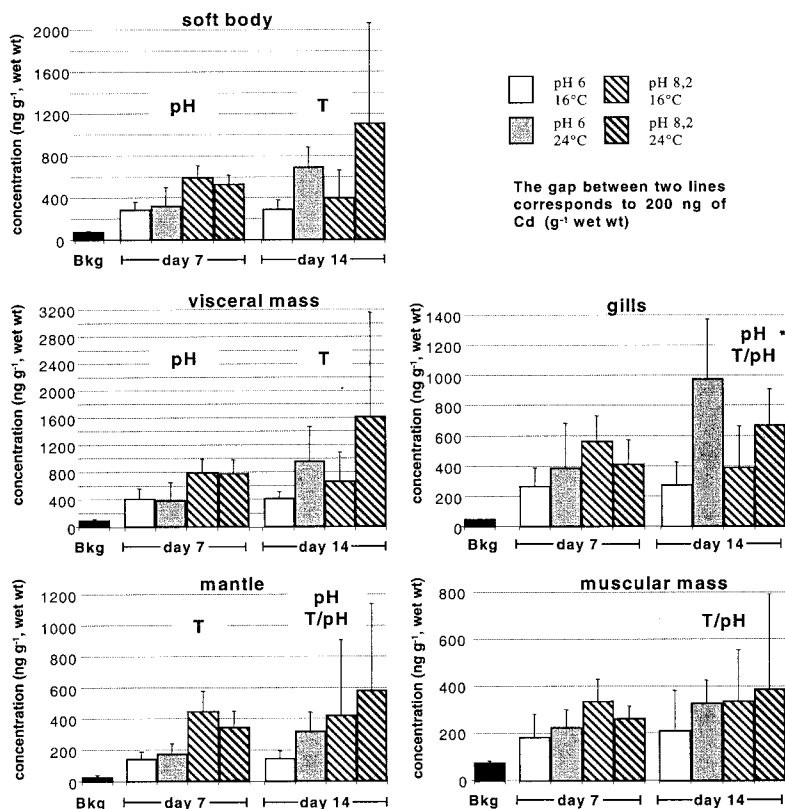 soft body
concentration (ng g⁻¹, wet wt)
2000
1600
1200
800
400
0
pH
T
Bkg
day 7
day 14
pH 6
16°C
pH 8,2
16°C
pH 6
24°C
pH 8,2
24°C
The gap between two lines
corresponds to 200 ng of
Cd (g⁻¹ wet wt)
visceral mass
concentration (ng g⁻¹, wet wt)
3200
2800
2400
2000
1600
1200
800
400
0
pH
T
Bkg
day 7
day 14
gills
concentration (ng g⁻¹, wet wt)
1400
1200
1000
800
600
400
200
0
pH *
T/pH
Bkg
day 7
day 14
mantle
concentration (ng g⁻¹, wet wt)
1200
1000
800
600
400
200
0
T
pH
T/pH
Bkg
day 7
day 14
muscular mass
concentration (ng g⁻¹, wet wt)
800
600
400
200
0
T/pH
Bkg
day 7
day 14